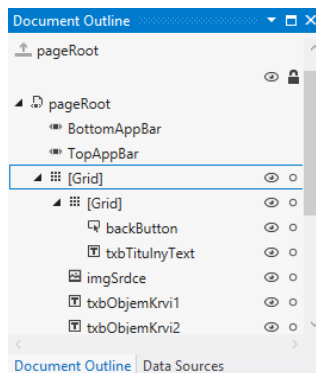 Document Outline
pageRoot
pageRoot
BottomAppBar
TopAppBar
[Grid]
[Grid]
backButton
txbTitulnyText
imgSrdce
txbObjemKrvi1
txbObjemKrvi2
Document Outline Data Sources